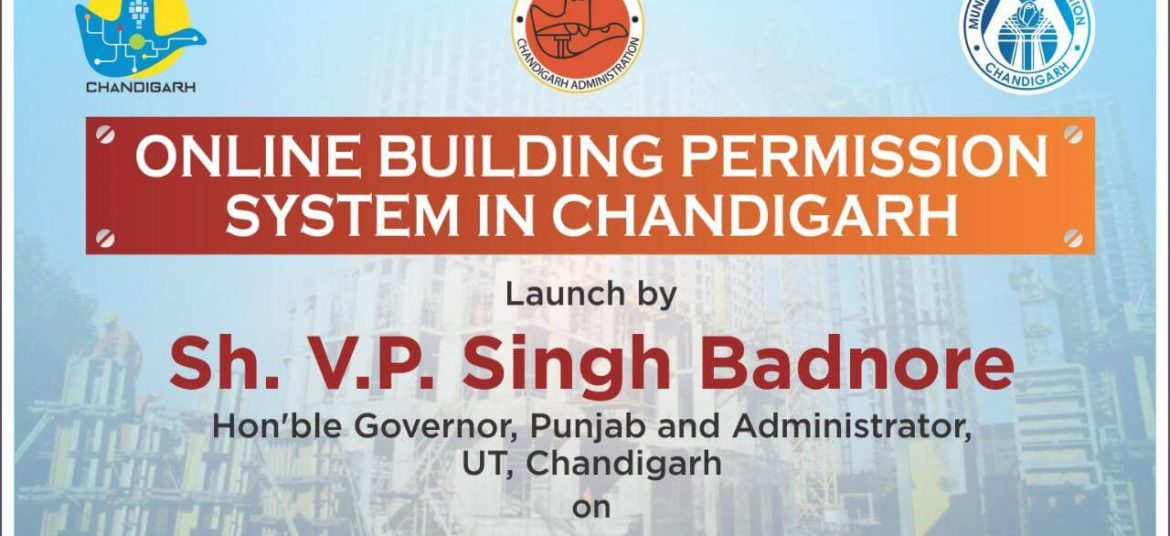 CHANDIGARH
CHANDIGARH ADMINISTRATION
CHANDIGARH
ONLINE BUILDING PERMISSION
SYSTEM IN CHANDIGARH
Launch by
Sh. V.P. Singh Badnore
Hon'ble Governor, Punjab and Administrator,
UT, Chandigarh
on